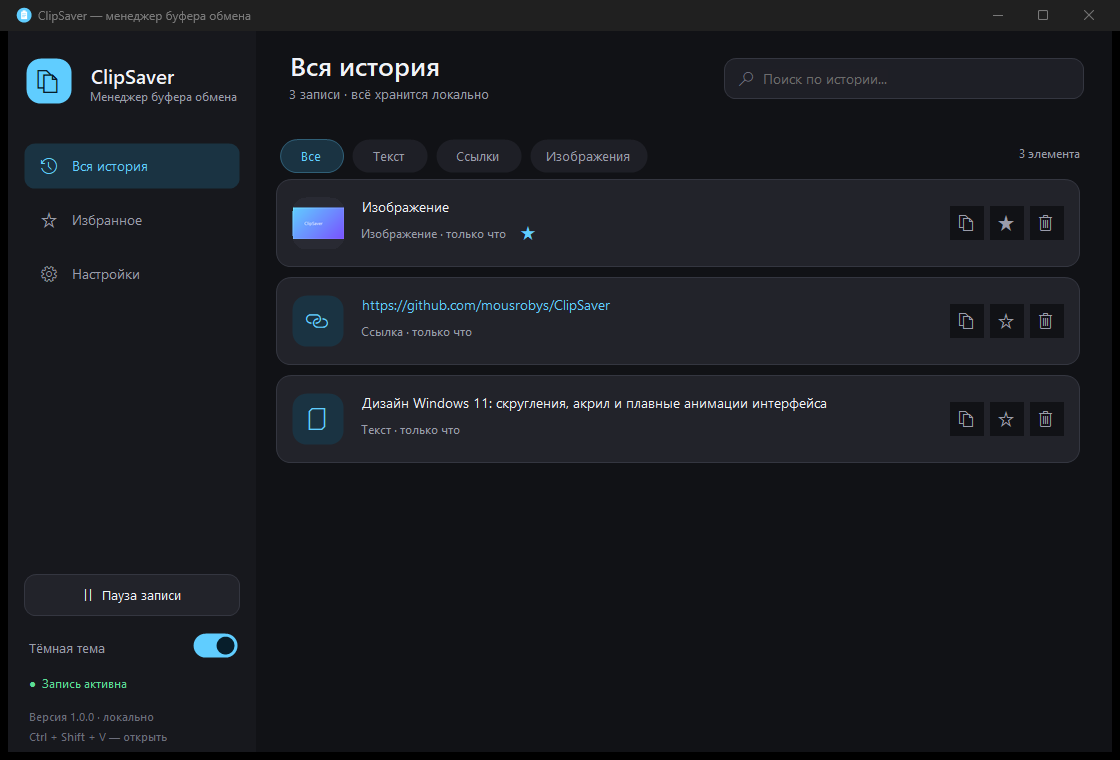 ClipSaver — менеджер буфера обмена
ClipSaver
Менеджер буфера обмена
Вся история
Избранное
Настройки
Пауза записи
Тёмная тема
Запись активна
Версия 1.0.0 · локально
Ctrl + Shift + V — открыть
Вся история
3 записи · всё хранится локально
Поиск по истории...
Все
Текст
Ссылки
Изображения
3 элемента
ClipSaver
Изображение
Изображение · только что
https://github.com/mousrobys/ClipSaver
Ссылка · только что
Дизайн Windows 11: скругления, акрил и плавные анимации интерфейса
Текст · только что